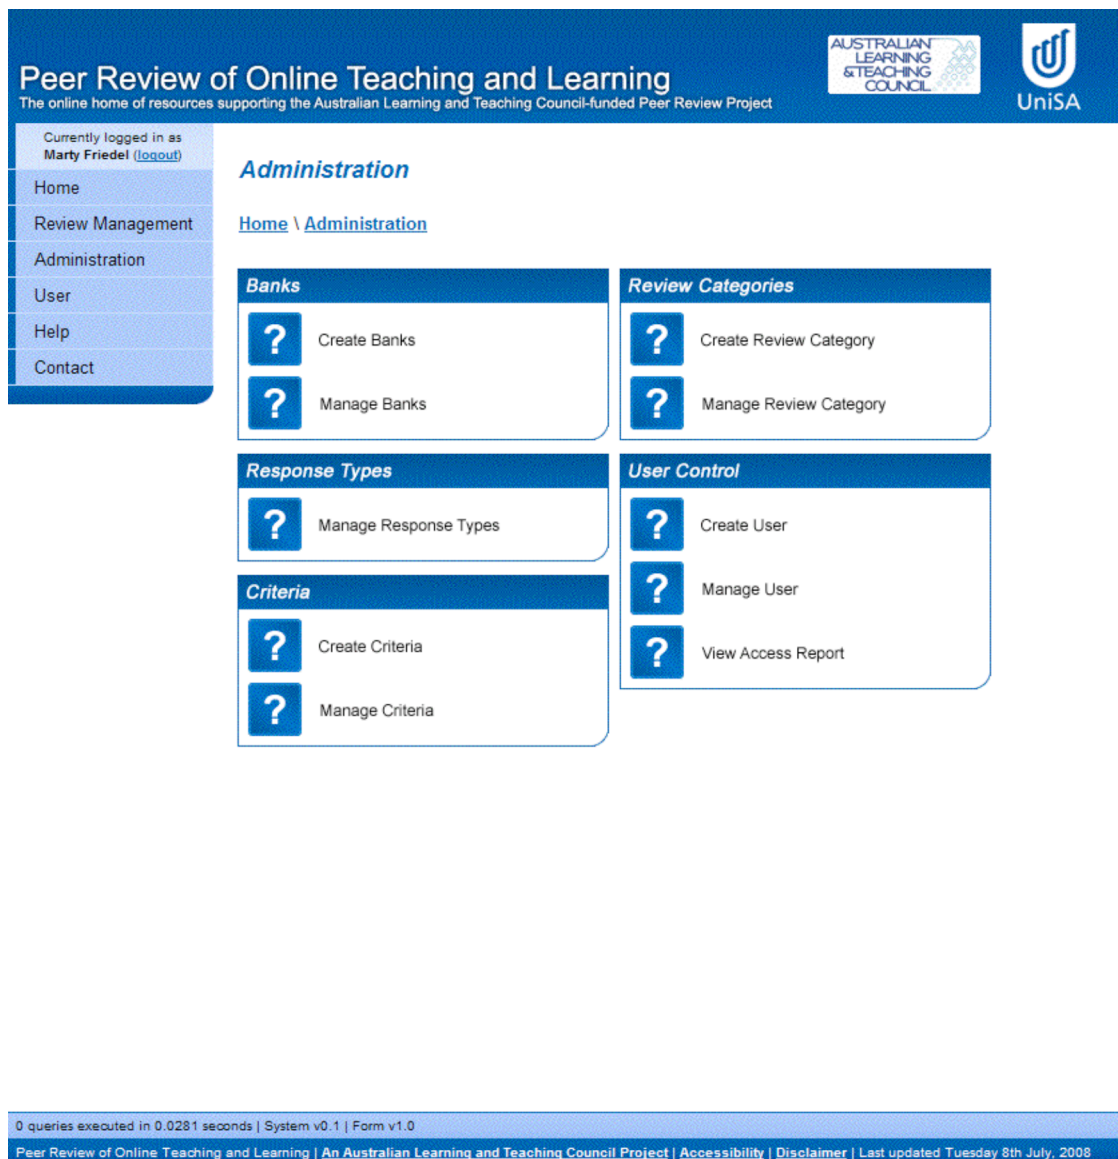 Peer Review of Online Teaching and Learning
The online home of resources supporting the Australian Learning and Teaching Council-funded Peer Review Project
AUSTRALIAN
LEARNING
&TEACHING
COUNCIL
UniSA
Currently logged in as
Marty Friedel (logout)
Home
Review Management
Administration
User
Help
Contact
Administration
Home \ Administration
Banks
? Create Banks
? Manage Banks
Response Types
? Manage Response Types
Criteria
? Create Criteria
? Manage Criteria
Review Categories
? Create Review Category
? Manage Review Category
User Control
? Create User
? Manage User
? View Access Report
0 queries executed in 0.0281 seconds | System v0.1 | Form v1.0
Peer Review of Online Teaching and Learning | An Australian Learning and Teaching Council Project | Accessibility | Disclaimer | Last updated Tuesday 8th July, 2008